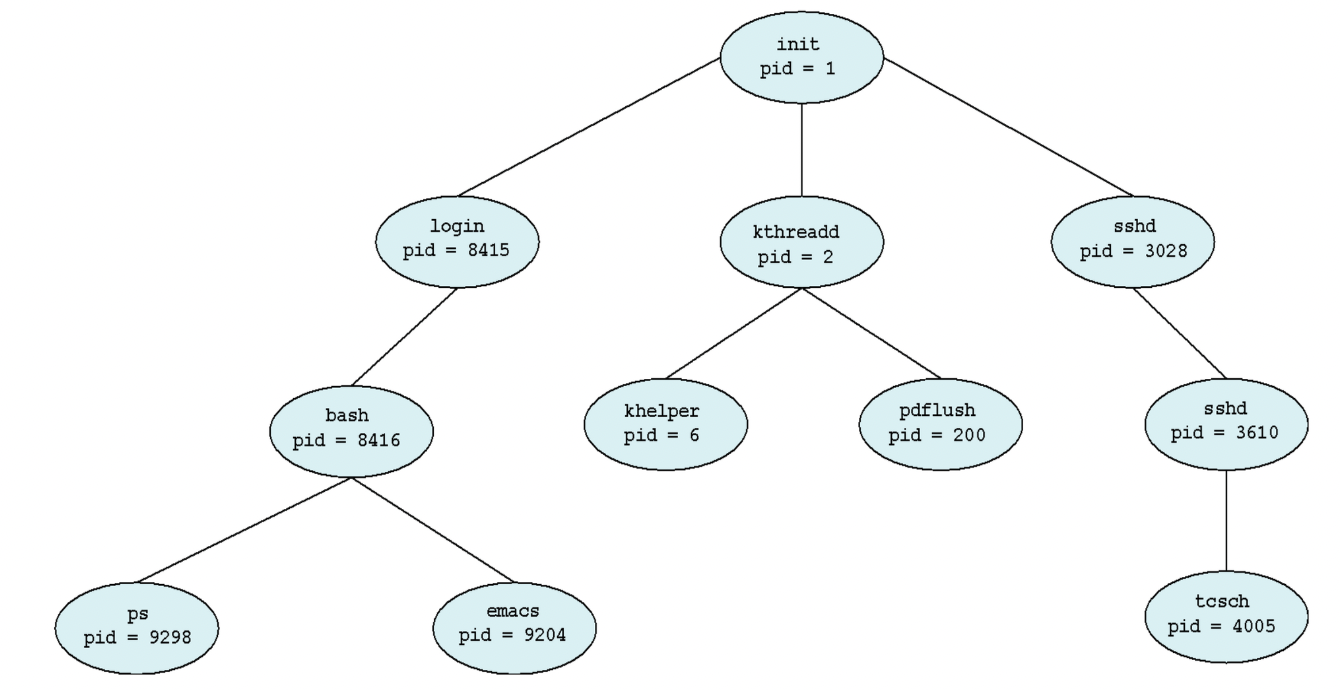 init
pid = 1
login
pid = 8415
kthreadd
pid = 2
sshd
pid = 3028
bash
pid = 8416
khelper
pid = 6
pdflush
pid = 200
sshd
pid = 3610
ps
pid = 9298
emacs
pid = 9204
tcsch
pid = 4005